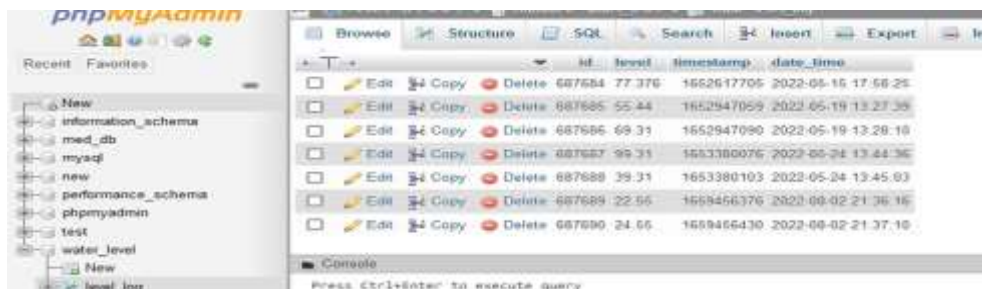 phpMyAdmin
Recent Favorites
New
information_schema
med_db
mysql
new
performance_schema
phpmyadmin
test
water_level
New
level_log
Browse Structure SQL Search Insert Export
id level timestamp date_time
Edit Copy Delete 687684 77.376 1652617705 2022-05-15 17:58:25
Edit Copy Delete 687685 55.44 1652947059 2022-05-19 13:27:39
Edit Copy Delete 687686 69.31 1652947090 2022-05-19 13:28:10
Edit Copy Delete 687687 99.31 1653380076 2022-05-24 13:44:36
Edit Copy Delete 687688 39.31 1653380103 2022-05-24 13:45:03
Edit Copy Delete 687689 22.55 1659456376 2022-08-02 21:36:16
Edit Copy Delete 687690 24.55 1659456430 2022-08-02 21:37:10
Console
Press Ctrl+Enter to execute query